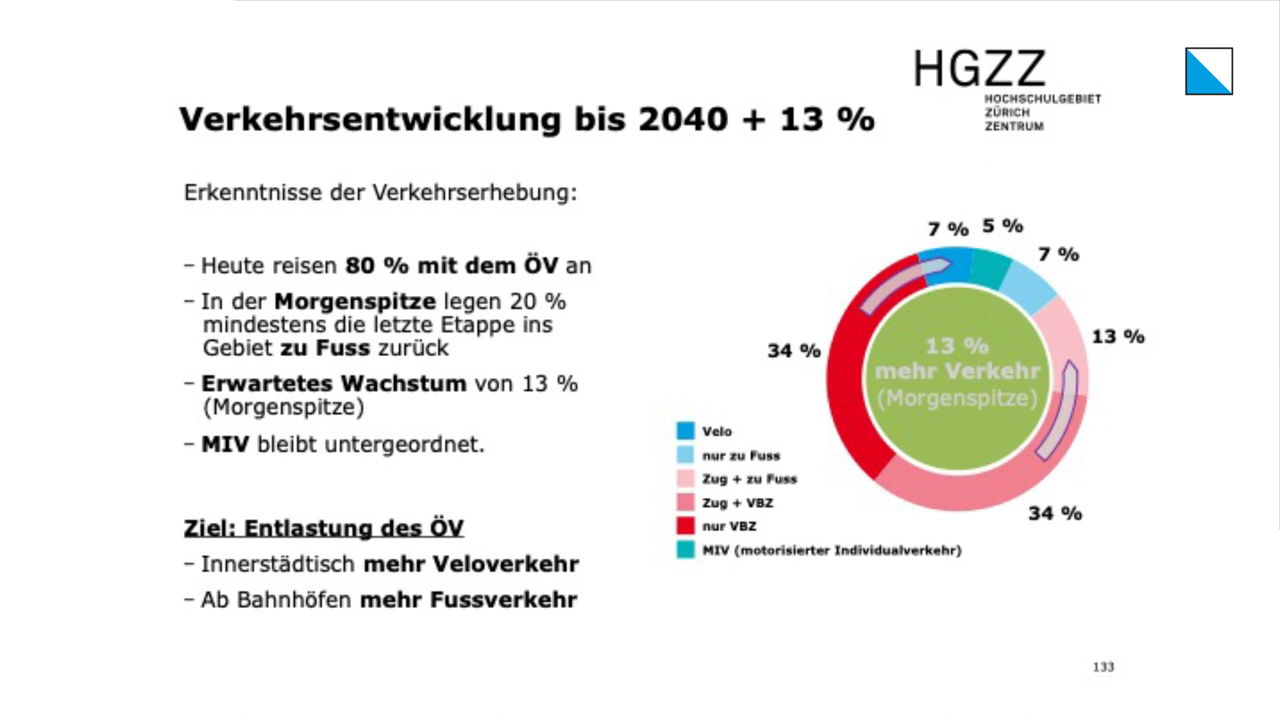 HGZZ
HOCHSCHULGEBIET
ZÜRICH
ZENTRUM
Verkehrsentwicklung bis 2040 + 13 %
Erkenntnisse der Verkehrserhebung:
– Heute reisen 80 % mit dem ÖV an
– In der Morgenspitze legen 20 %
mindestens die letzte Etappe ins
Gebiet zu Fuss zurück
– Erwartetes Wachstum von 13 %
(Morgenspitze)
– MIV bleibt untergeordnet.
Ziel: Entlastung des ÖV
– Innerstädtisch mehr Veloverkehr
– Ab Bahnhöfen mehr Fussverkehr
7 %
5 %
7 %
13 %
34 %
34 %
13 %
mehr Verkehr
(Morgenspitze)
Velo
nur zu Fuss
Zug + zu Fuss
Zug + VBZ
nur VBZ
MIV (motorisierter Individualverkehr)
133